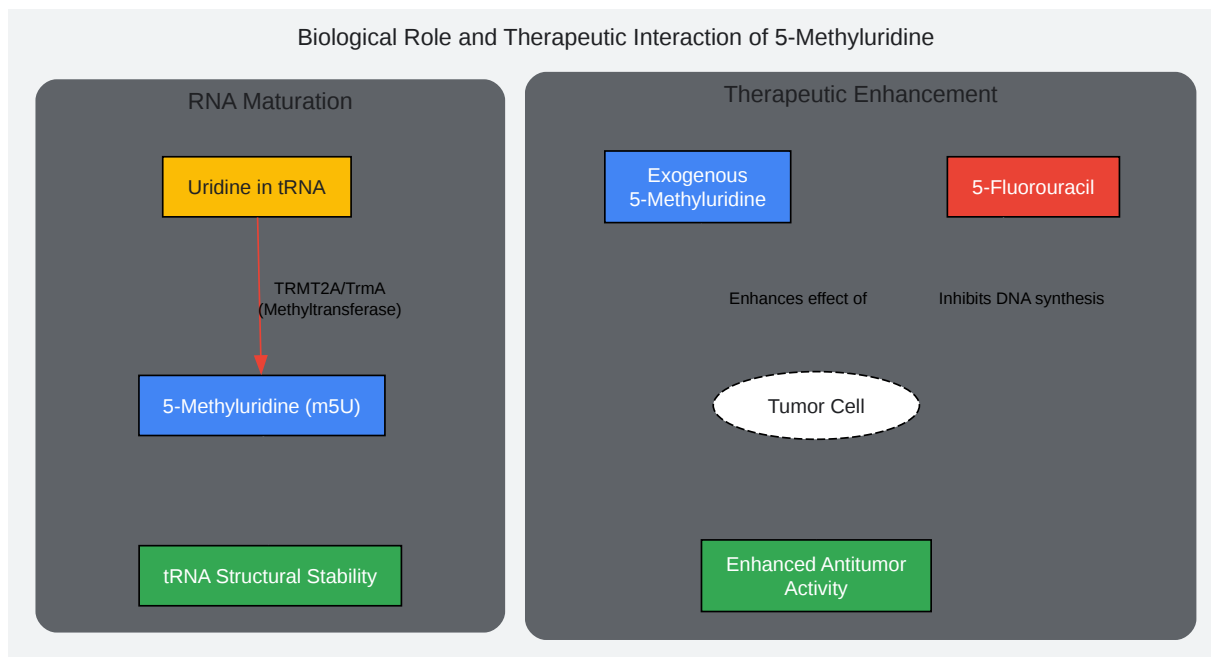 Biological Role and Therapeutic Interaction of 5-Methyluridine
RNA Maturation
Uridine in tRNA
TRMT2A/TrmA
(Methyltransferase)
5-Methyluridine (m5U)
tRNA Structural Stability
Therapeutic Enhancement
Exogenous
5-Methyluridine
5-Fluorouracil
Enhances effect of
Inhibits DNA synthesis
Tumor Cell
Enhanced Antitumor
Activity